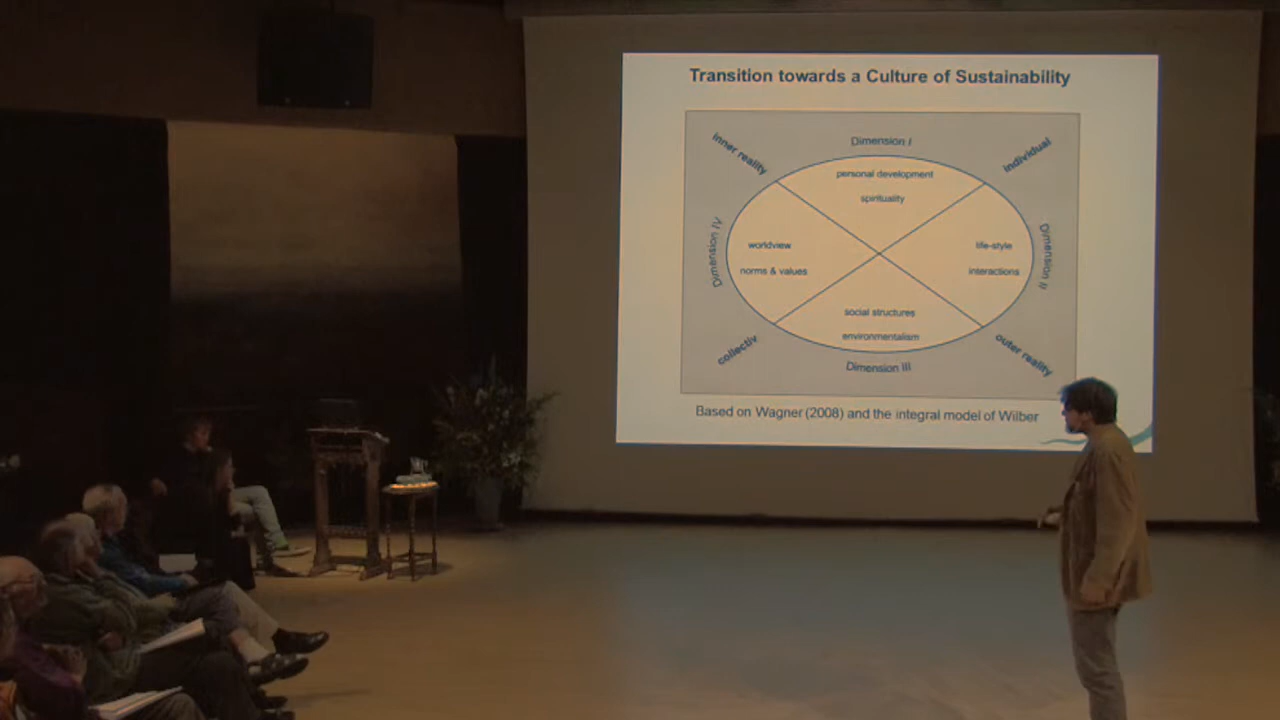 Transition towards a Culture of Sustainability
inner reality
Dimension I
individual
personal development
spirituality
Dimension IV
worldview
norms & values
life-style
interactions
Dimension II
social structures
environmentalism
collectiv
Dimension III
outer reality
Based on Wagner (2008) and the integral model of Wilber